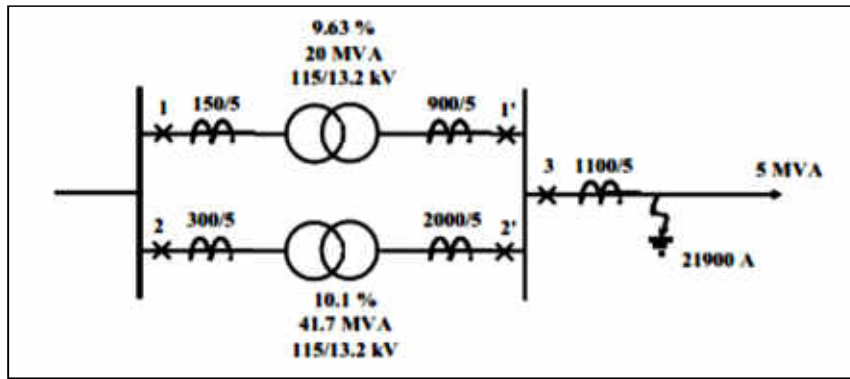 9.63 %
20 MVA
115/13.2 kV
1 150/5 900/5 1'
3 1100/5 5 MVA
2 300/5 2000/5 2'
21900 A
10.1 %
41.7 MVA
115/13.2 kV